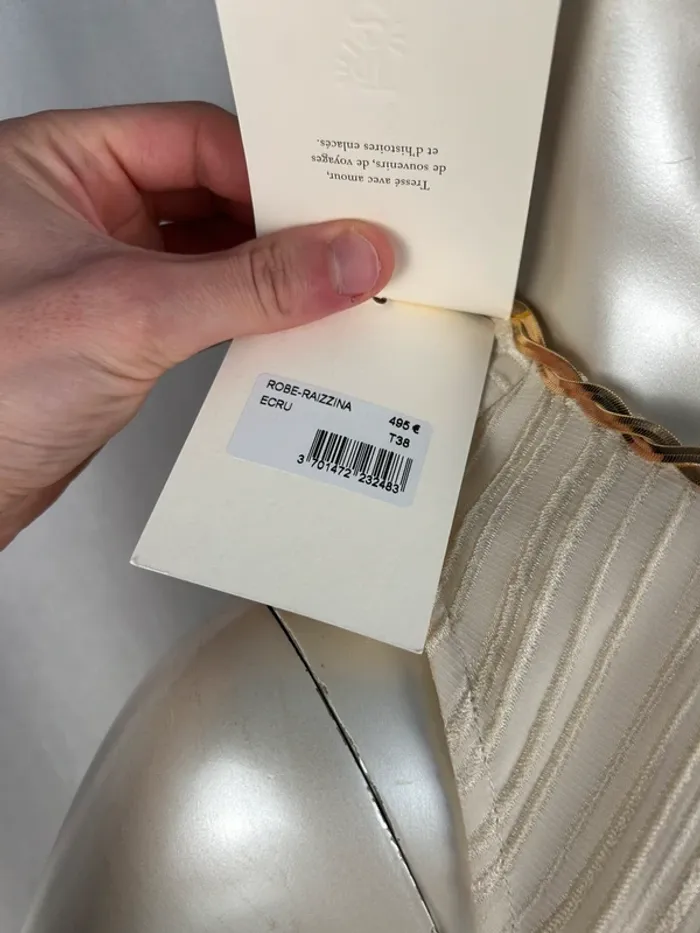 Tressé avec amour,
de souvenirs, de voyages
et d'histoires enlacés.
ROBE-RAIZZINA
ECRU
495 €
T38
3 701472 232483